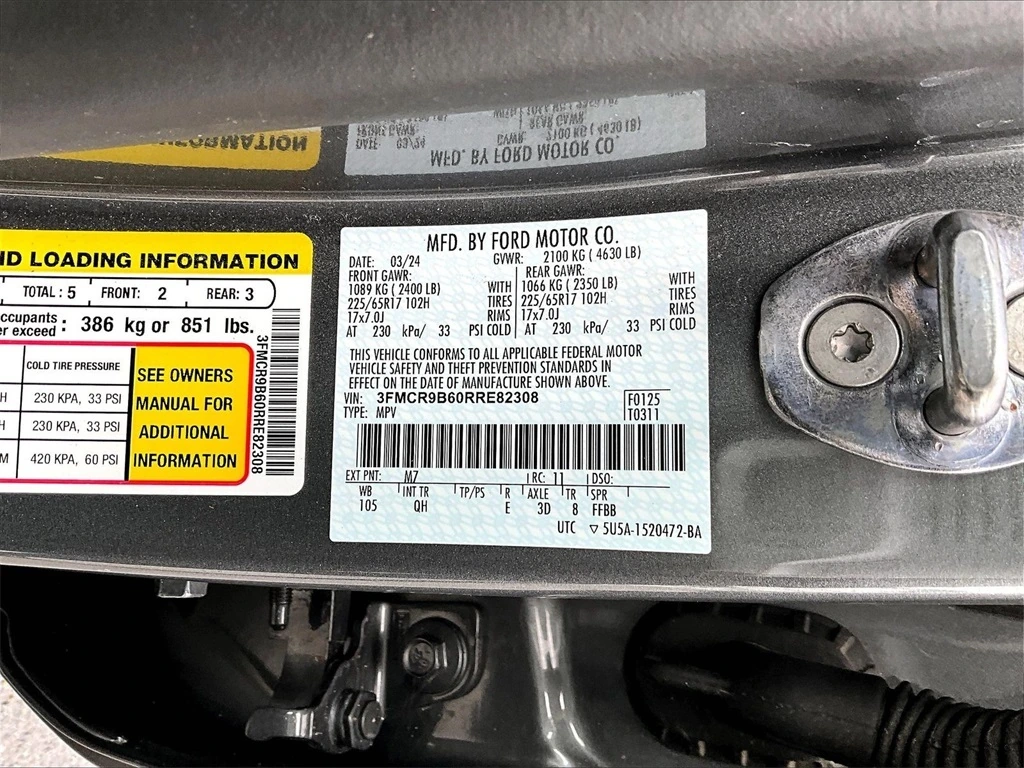 ND LOADING INFORMATION
TOTAL: 5 FRONT: 2 REAR: 3
ccupants
er exceed : 386 kg or 851 lbs.
COLD TIRE PRESSURE
H 230 KPA, 33 PSI
H 230 KPA, 33 PSI
M 420 KPA, 60 PSI
SEE OWNERS
MANUAL FOR
ADDITIONAL
INFORMATION
3FMCR9B60RRE82308
MFD. BY FORD MOTOR CO.
DATE: 03/24 GVWR: 2100 KG ( 4630 LB)
FRONT GAWR: REAR GAWR:
1089 KG ( 2400 LB) WITH 1066 KG ( 2350 LB) WITH
225/65R17 102H TIRES 225/65R17 102H TIRES
17x7.0J RIMS 17x7.0J RIMS
AT 230 kPa/ 33 PSI COLD AT 230 kPa/ 33 PSI COLD
THIS VEHICLE CONFORMS TO ALL APPLICABLE FEDERAL MOTOR
VEHICLE SAFETY AND THEFT PREVENTION STANDARDS IN
EFFECT ON THE DATE OF MANUFACTURE SHOWN ABOVE.
VIN: 3FMCR9B60RRE82308 F0125
TYPE: MPV T0311
EXT PNT: M7 RC: 11 DSO:
WB INT TR TP/PS R AXLE TR SPR
105 QH E 3D 8 FFBB
UTC ▽ 5U5A-1520472-BA